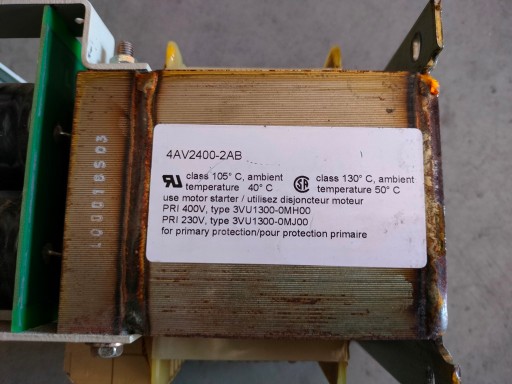 4AV2400-2AB
class 105° C, ambient
temperature 40° C
class 130° C, ambient
temperature 50° C
use motor starter / utilisez disjoncteur moteur
PRI 400V, type 3VU1300-0MH00
PRI 230V, type 3VU1300-0MJ00
for primary protection/pour protection primaire